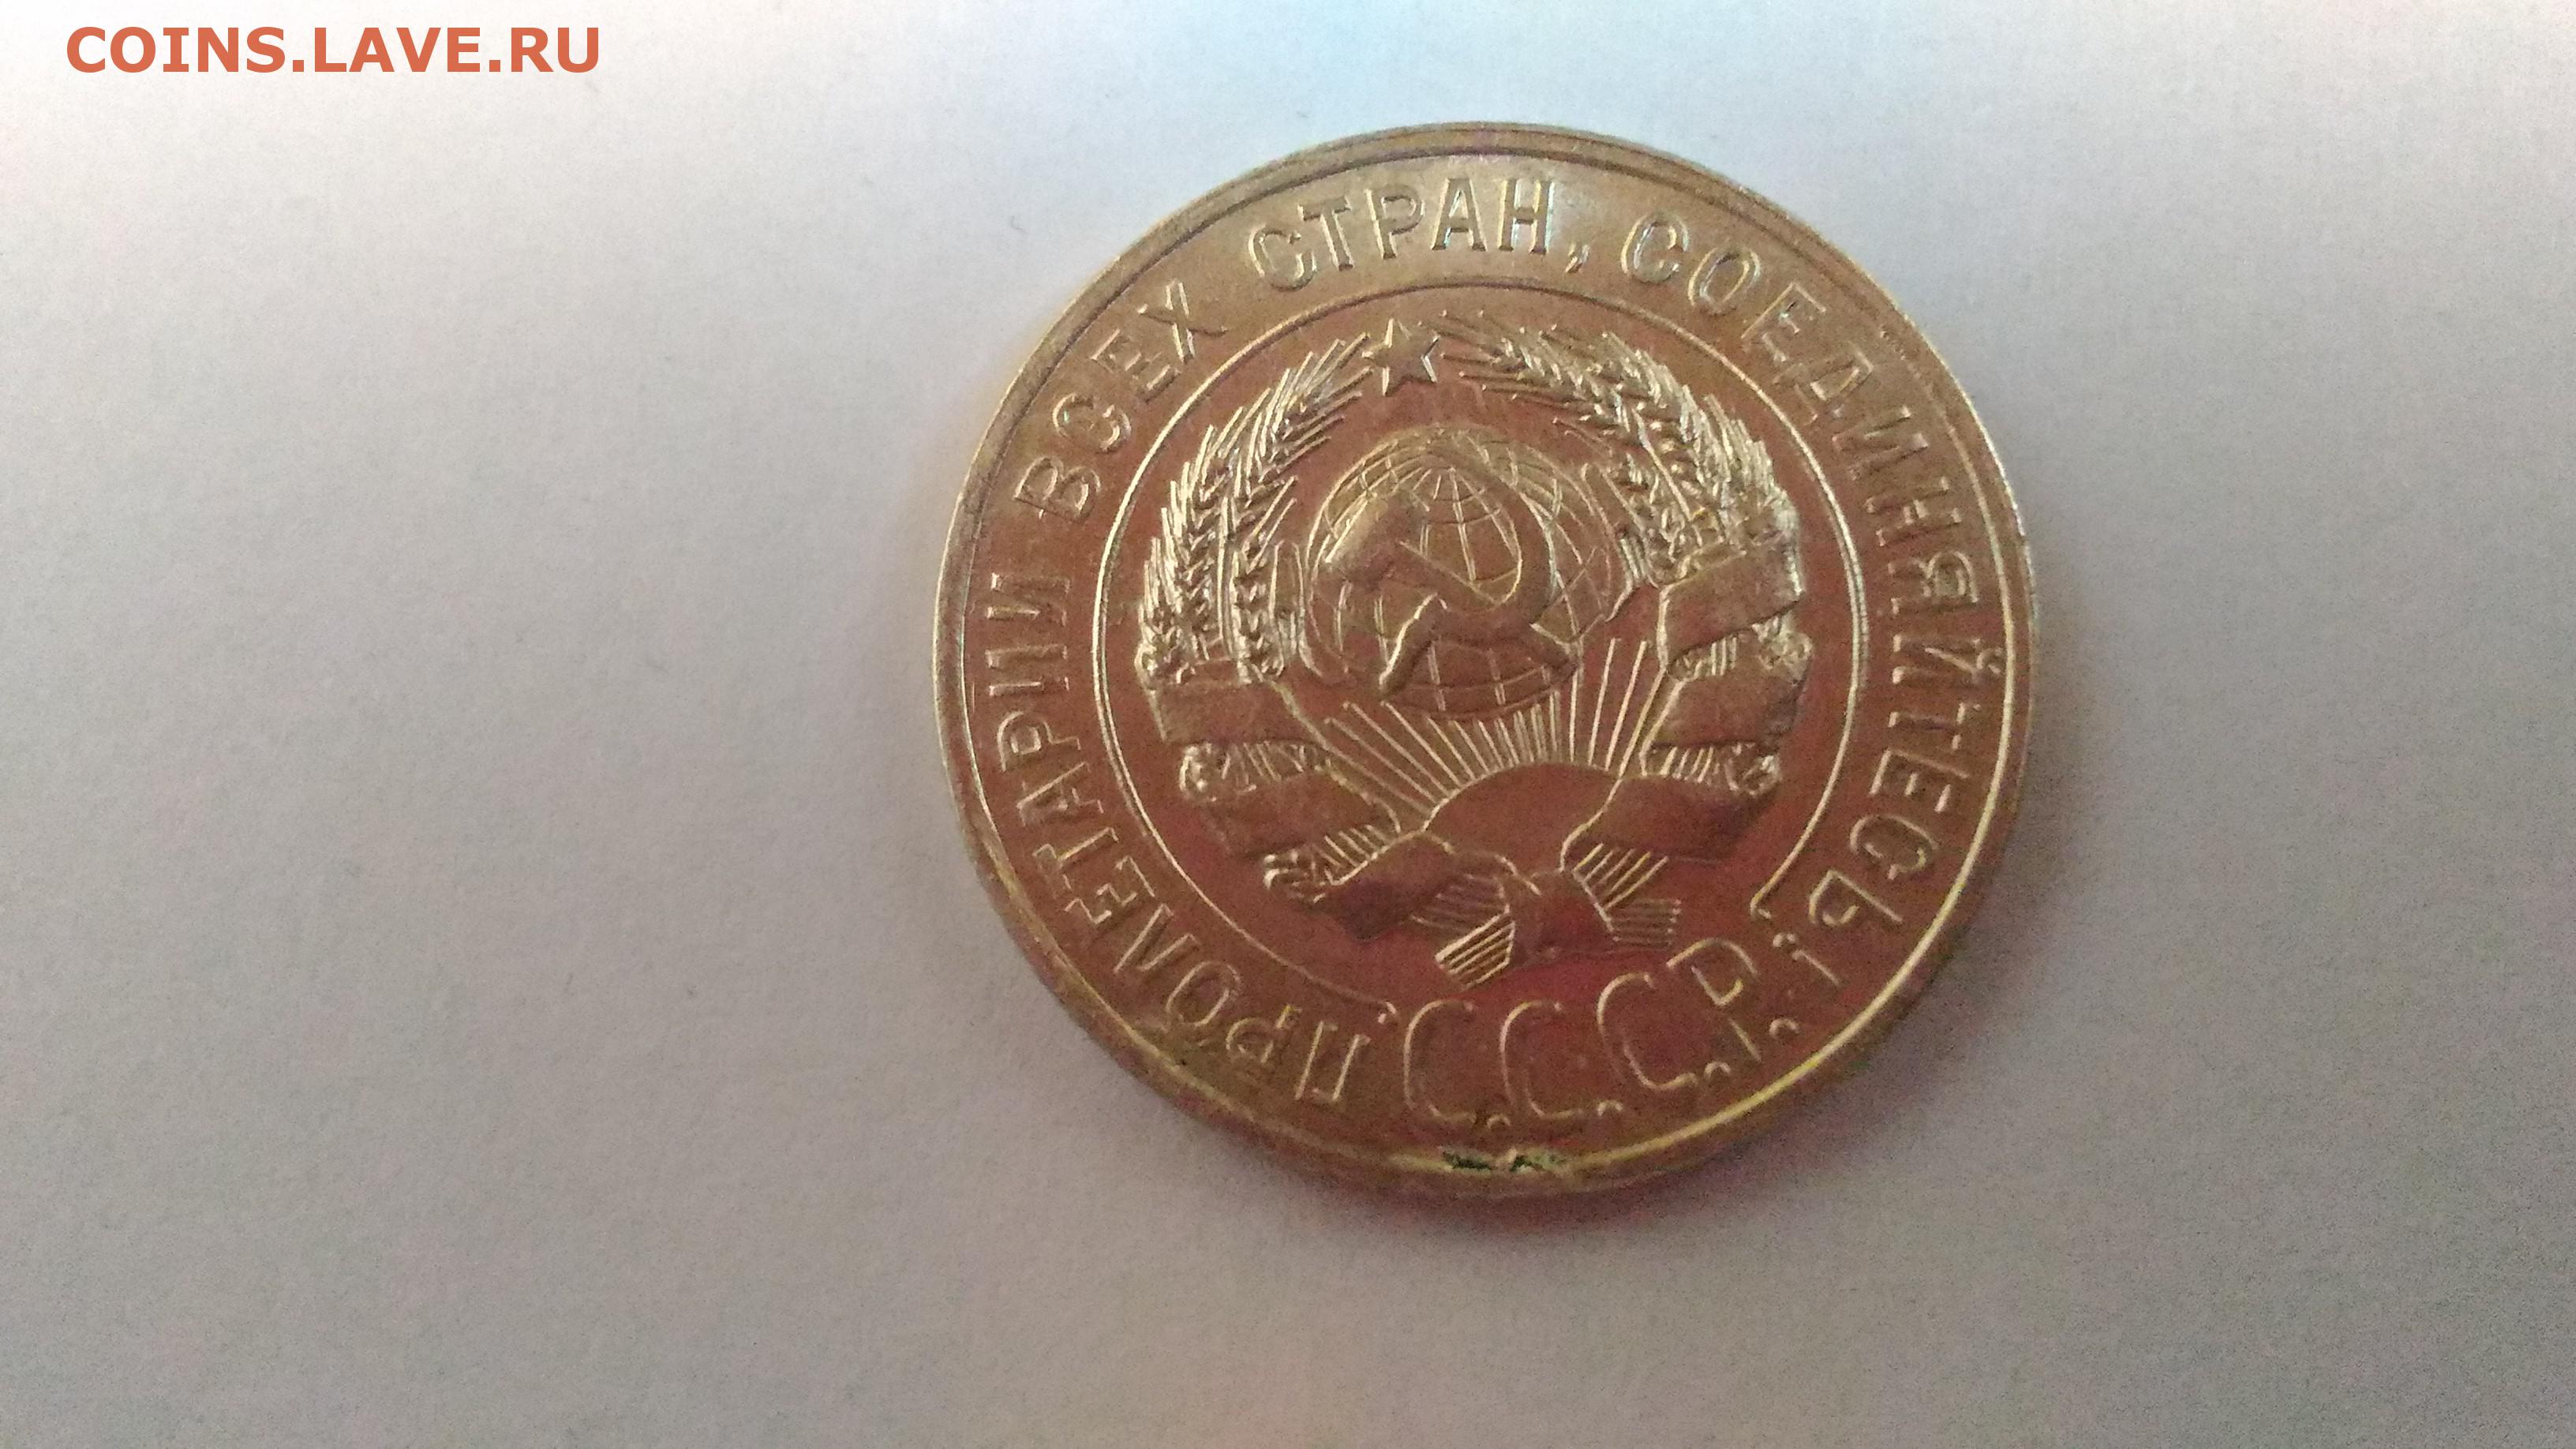 COINS.LAVE.RU
ПРОЛЕТАРИИ ВСЕХ СТРАН, СОЕДИНЯЙТЕСЬ!
С.С.С.Р.